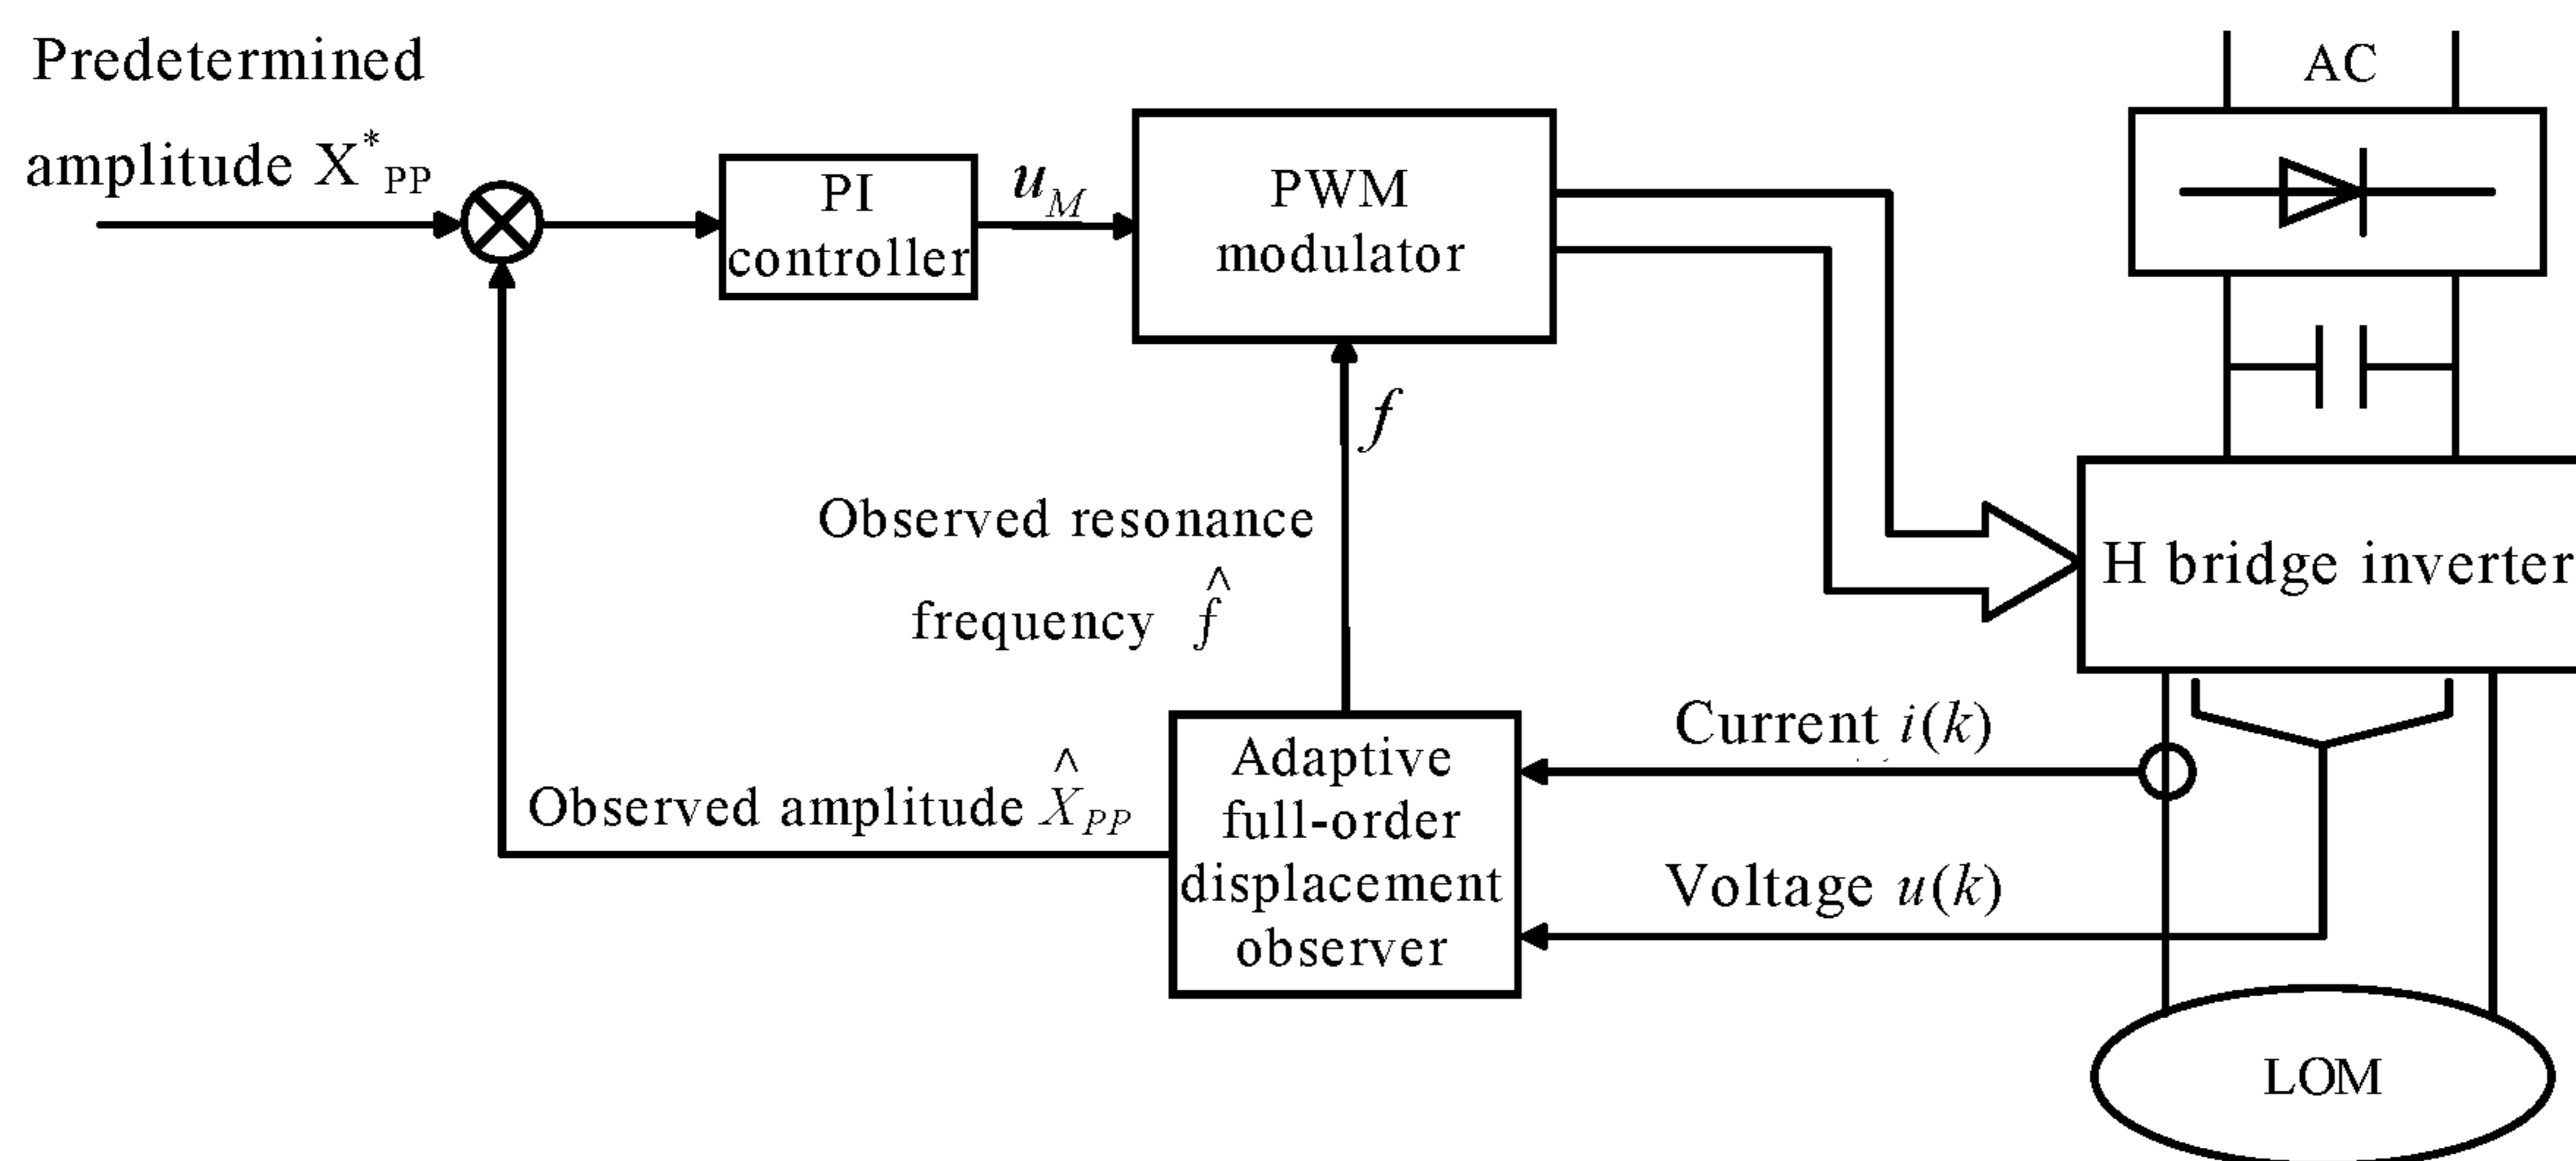 Predetermined
amplitude X*PP
PI
controller
uM
PWM
modulator
AC
f
Observed resonance
frequency f̂
H bridge inverter
Current i(k)
Observed amplitude X̂PP
Adaptive
full-order
displacement
observer
Voltage u(k)
LOM